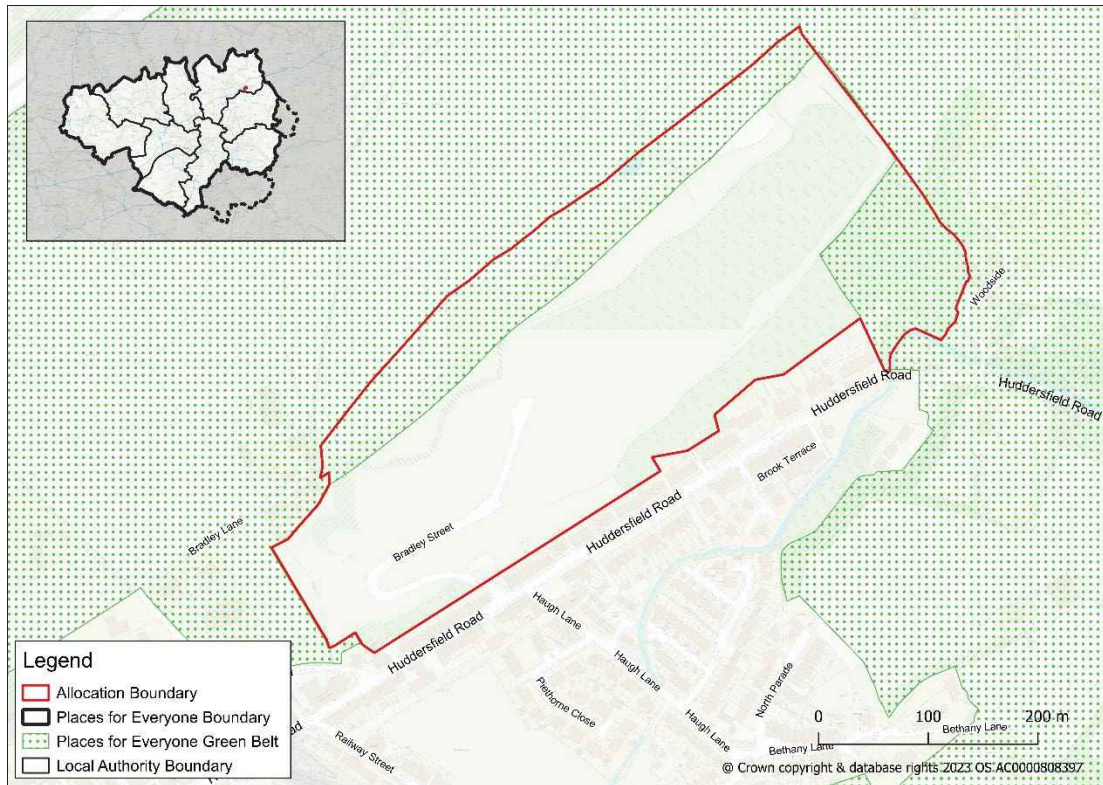 Woodside
Huddersfield Road
Huddersfield Road
Brook Terrace
Bradley Lane
Bradley Street
Huddersfield Road
Haugh Lane
Huddersfield Road
Haugh Lane
North Parade
Piethorne Close
Haugh Lane
Railway Street
Bethany Lane
Bethany Lane
Legend
Allocation Boundary
Places for Everyone Boundary
Places for Everyone Green Belt
Local Authority Boundary
0 100 200 m
@ Crown copyright & database rights 2023 OS AC0000808397